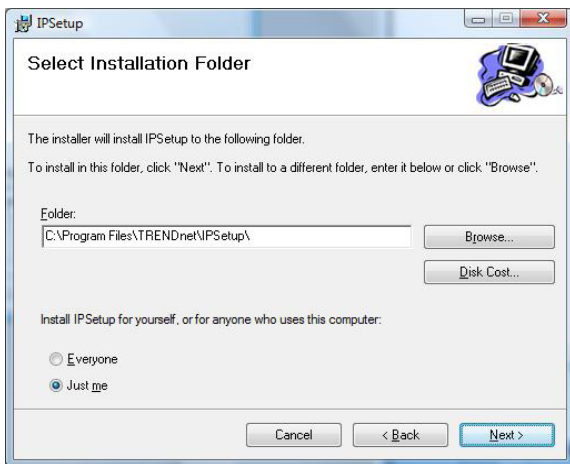 IPSetup
Select Installation Folder
The installer will install IPSetup to the following folder.
To install in this folder, click "Next". To install to a different folder, enter it below or click "Browse".
Folder:
C:\Program Files\TRENDnet\IPSetup\
Browse...
Disk Cost...
Install IPSetup for yourself, or for anyone who uses this computer:
Everyone
Just me
Cancel
< Back
Next >